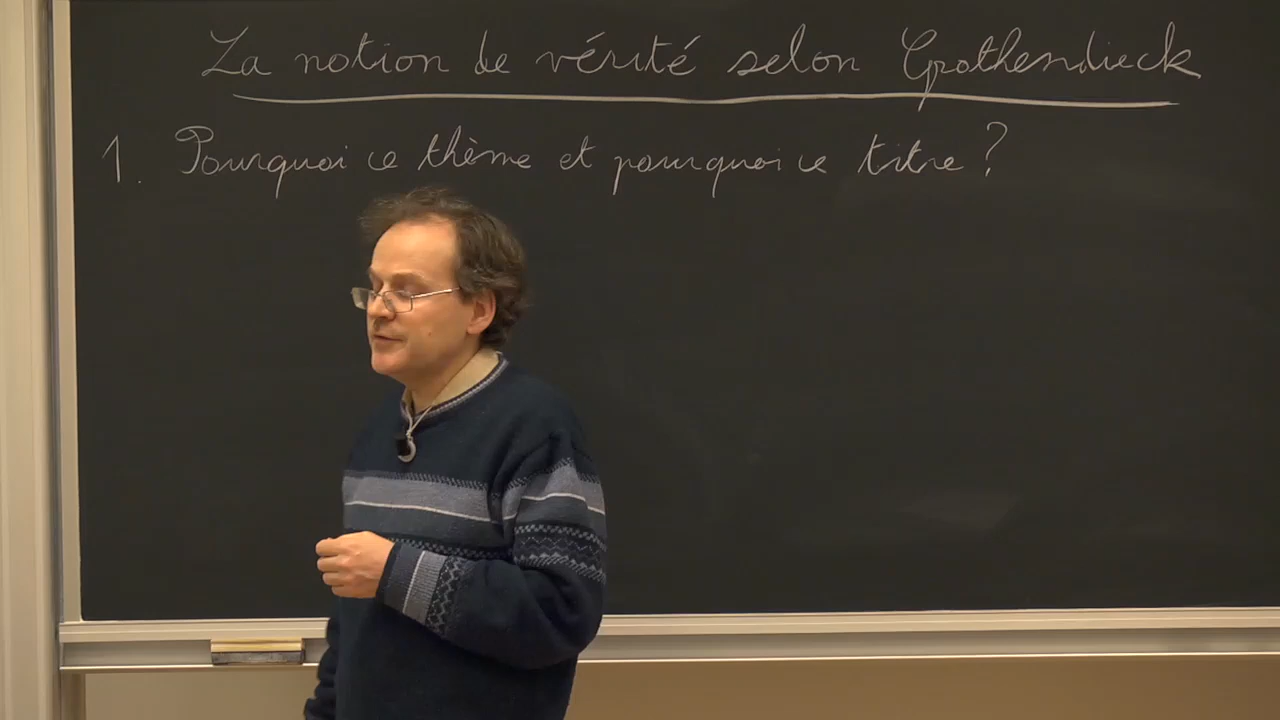 La notion de vérité selon Grothendieck
1. Pourquoi ce thème et pourquoi ce titre ?